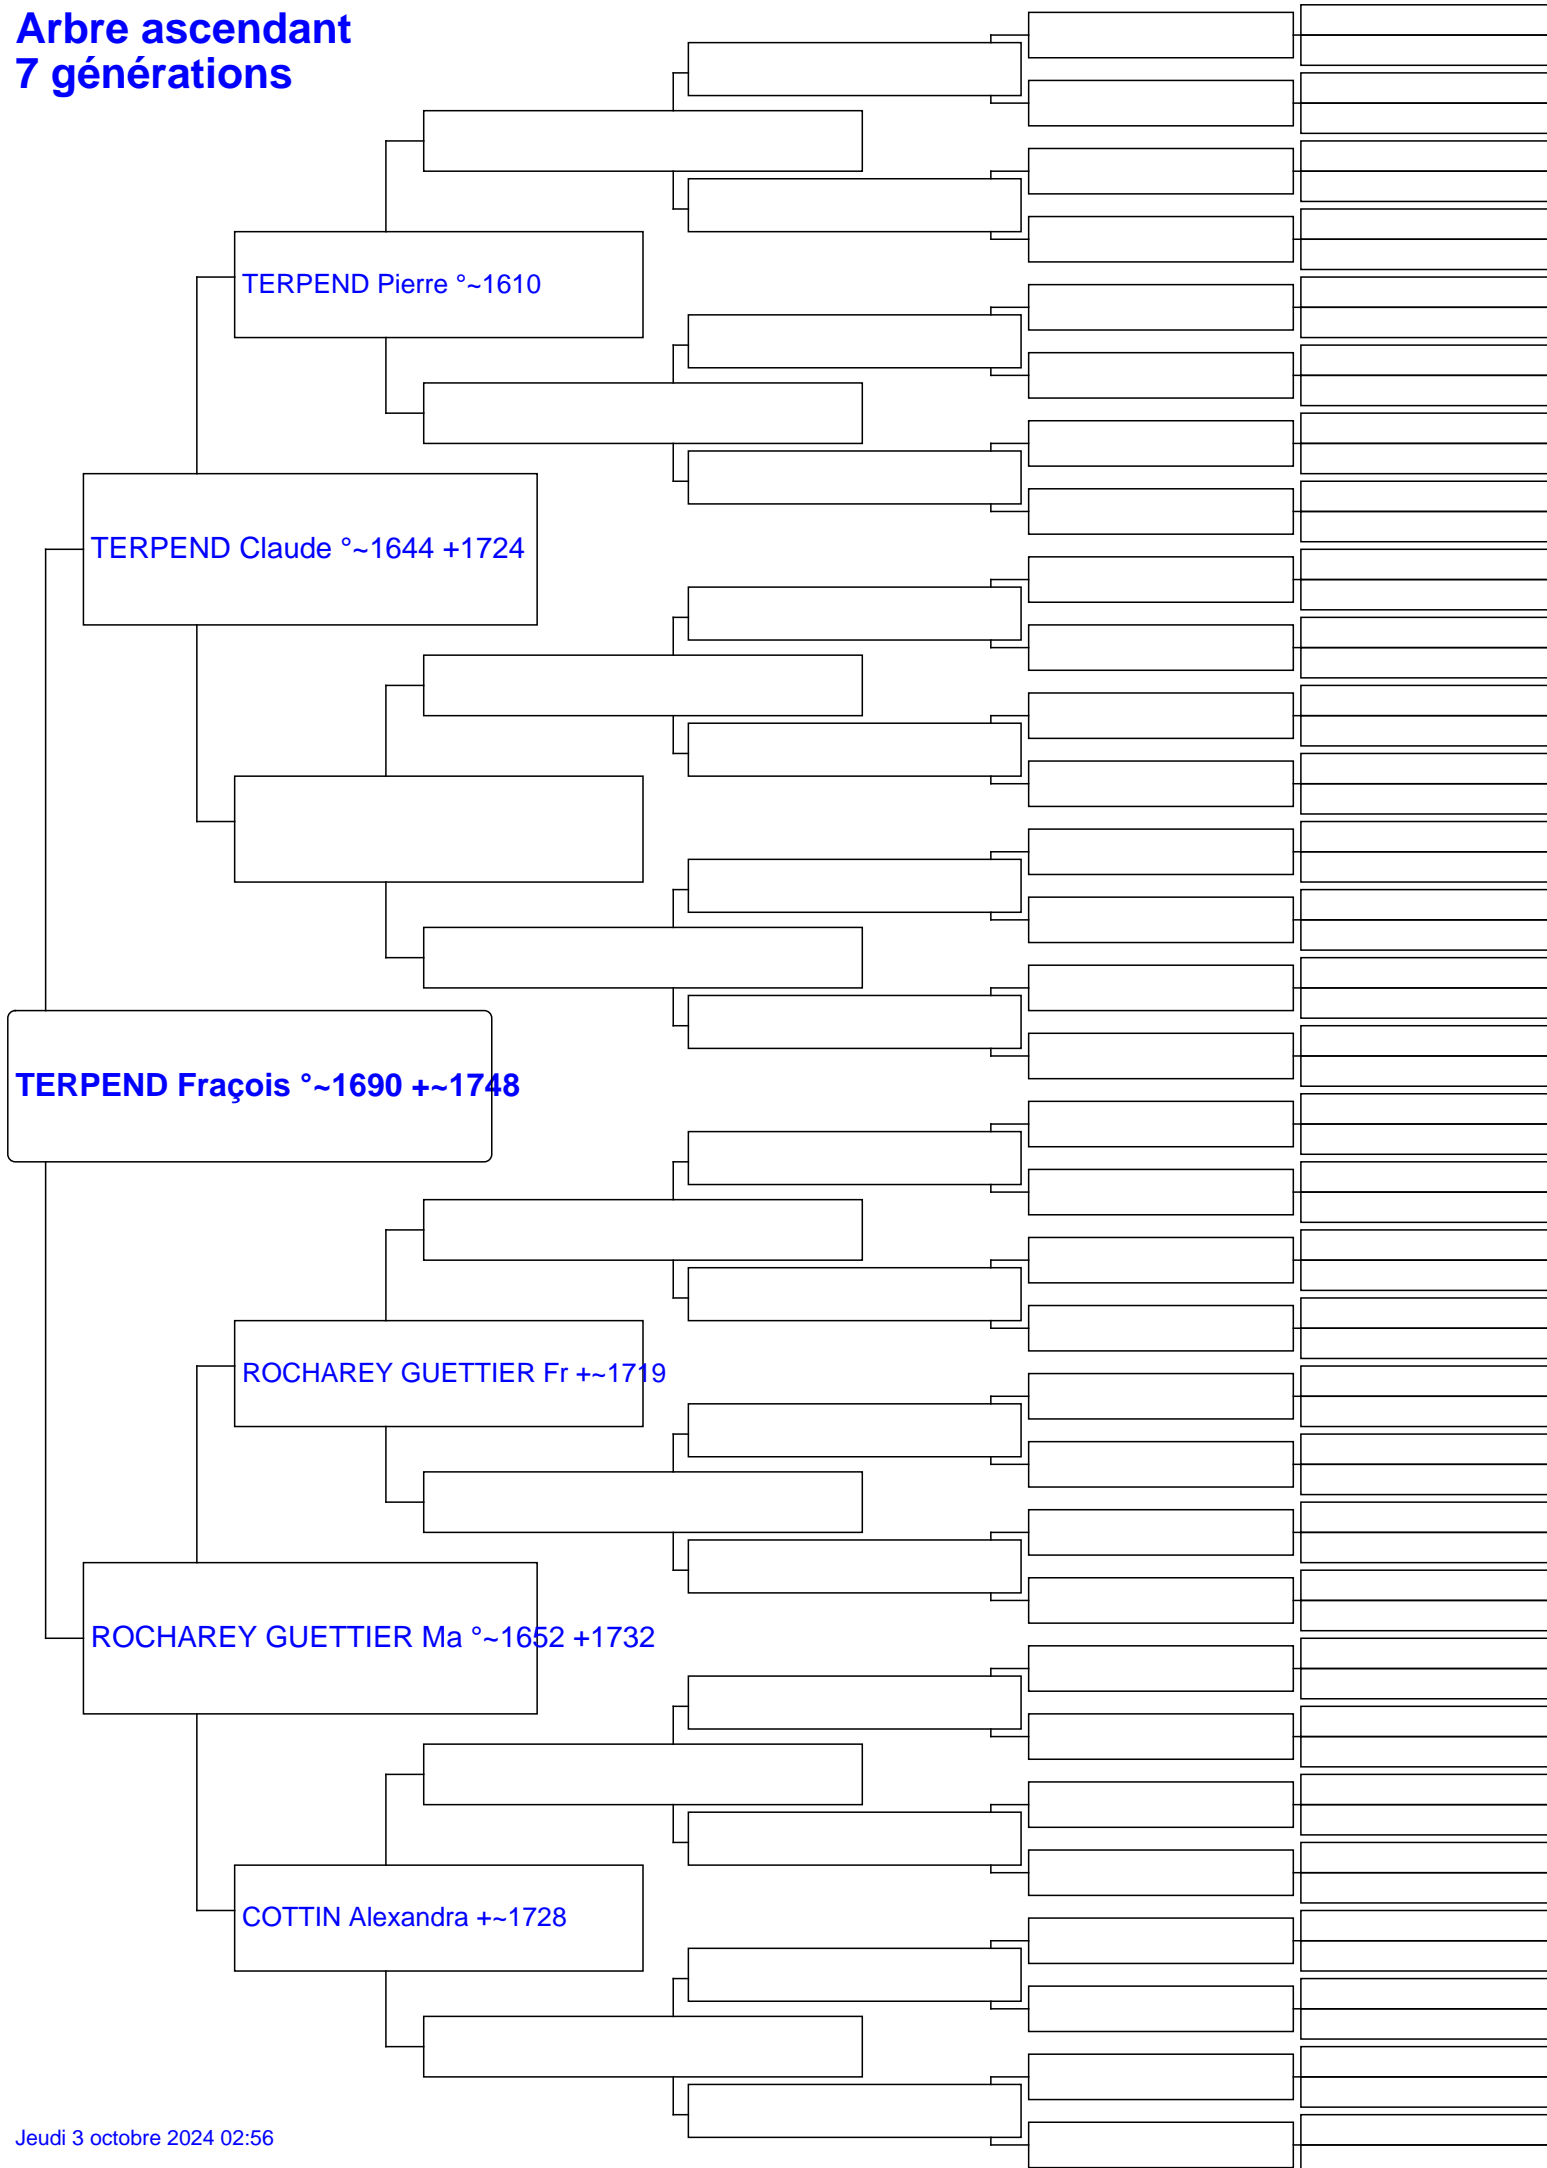 Arbre ascendant
7 générations
TERPEND Pierre °~1610
TERPEND Claude °~1644 +1724
TERPEND Fraçois °~1690 +~1748
ROCHAREY GUETTIER Fr +~1719
ROCHAREY GUETTIER Ma °~1652 +1732
COTTIN Alexandra +~1728
Jeudi 3 octobre 2024 02:56